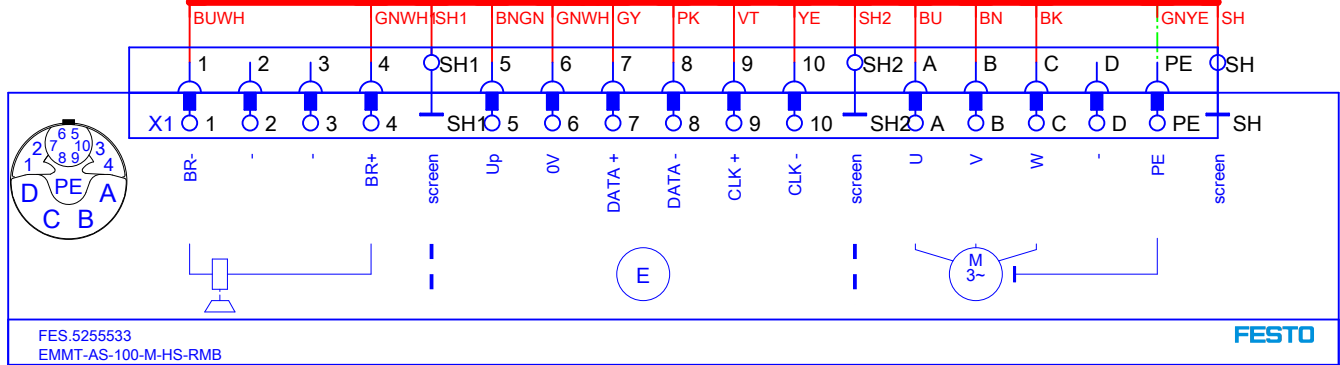 BUWH GNWH SH1 BNGN GNWH GY PK VT YE SH2 BU BN BK GNYE SH
1 2 3 4 SH1 5 6 7 8 9 10 SH2 A B C D PE SH
X1 1 2 3 4 SH1 5 6 7 8 9 10 SH2 A B C D PE SH
BR- - - BR+ screen Up 0V DATA + DATA - CLK + CLK - screen U V W - PE screen
6 5
2 7 10 3
1 8 9 4
D PE A
C B
E
M
3~
FES.5255533
EMMT-AS-100-M-HS-RMB
FESTO